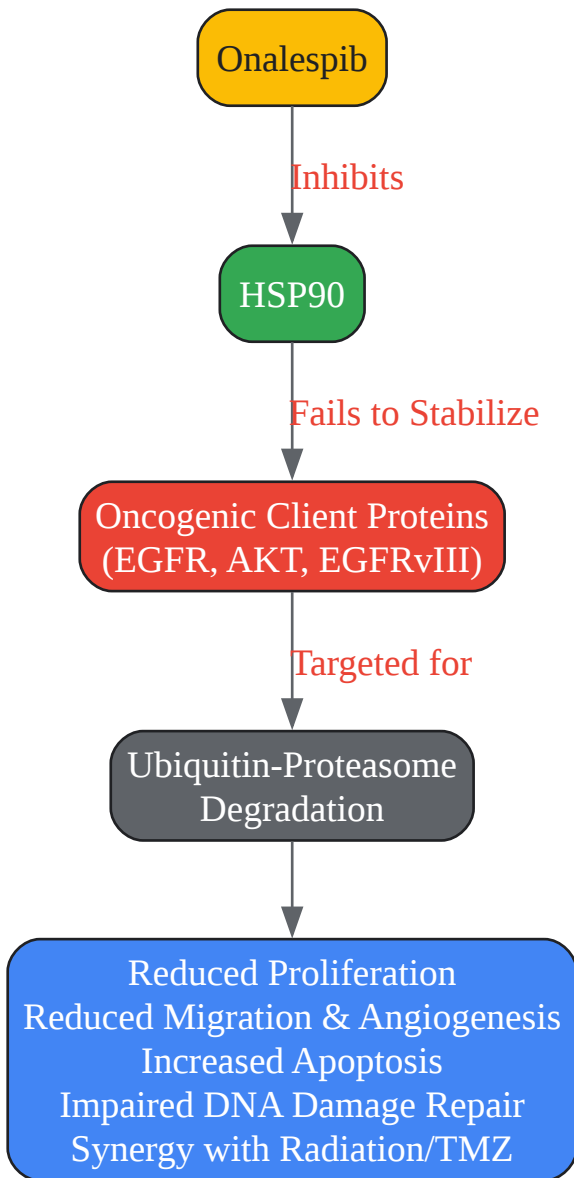 Onalespib
Inhibits
HSP90
Fails to Stabilize
Oncogenic Client Proteins
(EGFR, AKT, EGFRvIII)
Targeted for
Ubiquitin-Proteasome
Degradation
Reduced Proliferation
Reduced Migration & Angiogenesis
Increased Apoptosis
Impaired DNA Damage Repair
Synergy with Radiation/TMZ